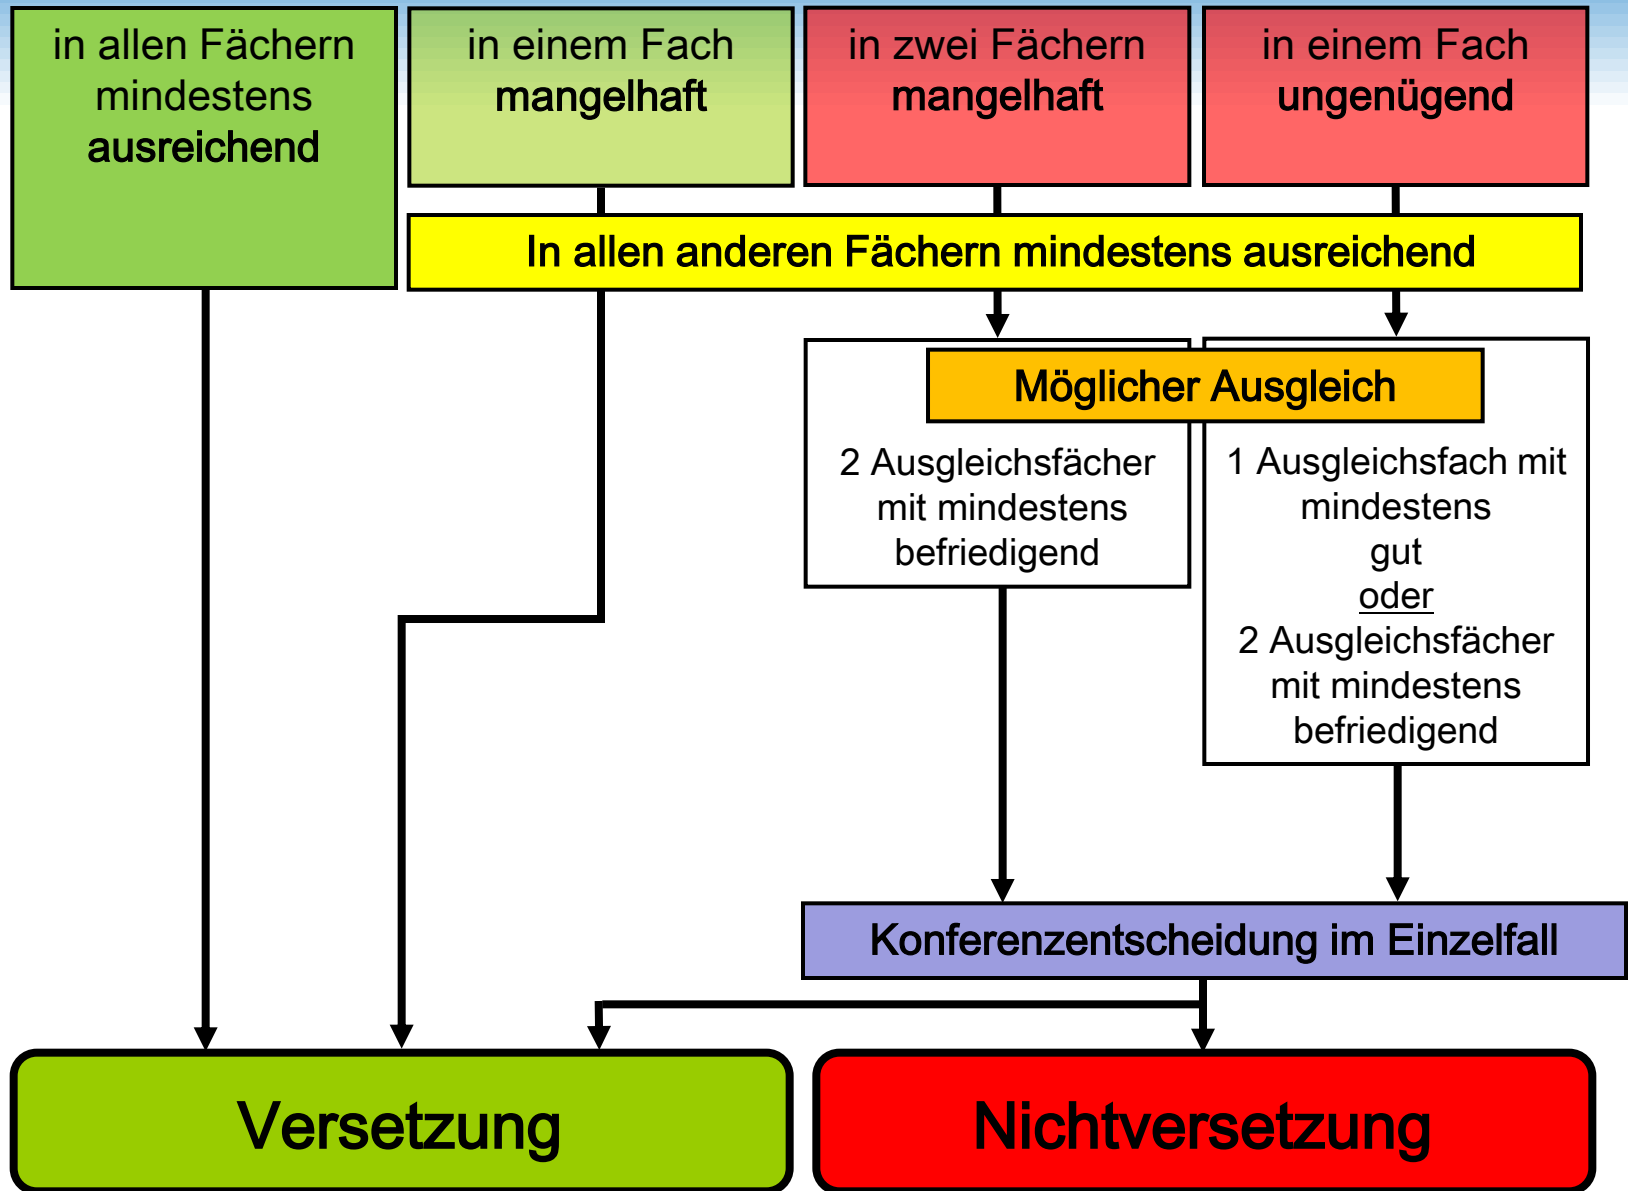 in allen Fächern
mindestens
ausreichend
in einem Fach
mangelhaft
in zwei Fächern
mangelhaft
in einem Fach
ungenügend
In allen anderen Fächern mindestens ausreichend
Möglicher Ausgleich
2 Ausgleichsfächer
mit mindestens
befriedigend
1 Ausgleichsfach mit
mindestens
gut
oder
2 Ausgleichsfächer
mit mindestens
befriedigend
Konferenzentscheidung im Einzelfall
Versetzung
Nichtversetzung